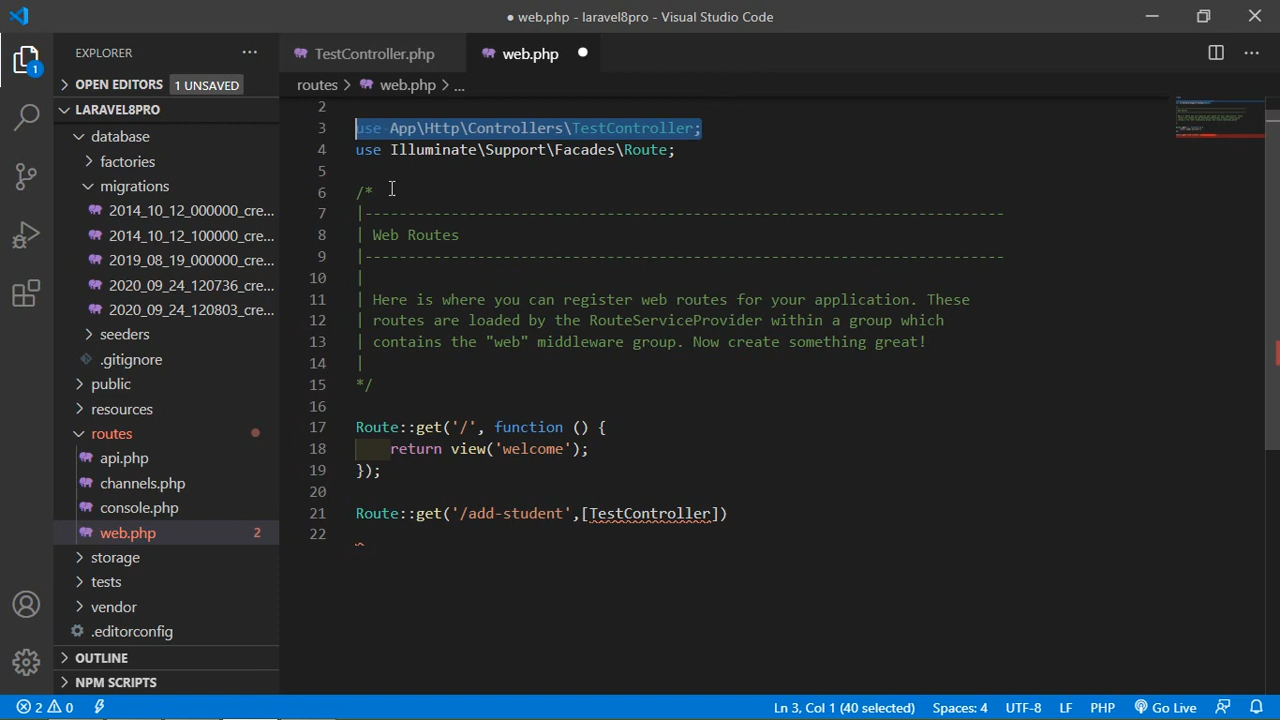 ● web.php - laravel8pro - Visual Studio Code
EXPLORER
TestController.php
web.php
OPEN EDITORS 1 UNSAVED
routes > web.php > ...
1
LARAVEL8PRO
database
factories
migrations
2014_10_12_000000_cre...
2014_10_12_100000_cre...
2019_08_19_000000_cre...
2020_09_24_120736_cre...
2020_09_24_120803_cre...
seeders
.gitignore
public
resources
routes
api.php
channels.php
console.php
web.php 2
storage
tests
vendor
.editorconfig
OUTLINE
NPM SCRIPTS
2
3 use App\Http\Controllers\TestController;
4 use Illuminate\Support\Facades\Route;
5
6 /*
7 |--------------------------------------------------------------------------
8 | Web Routes
9 |--------------------------------------------------------------------------
10 |
11 | Here is where you can register web routes for your application. These
12 | routes are loaded by the RouteServiceProvider within a group which
13 | contains the "web" middleware group. Now create something great!
14 |
15 */
16
17 Route::get('/', function () {
18 return view('welcome');
19 });
20
21 Route::get('/add-student',[TestController])
22
2 0 Ln 3, Col 1 (40 selected) Spaces: 4 UTF-8 LF PHP Go Live